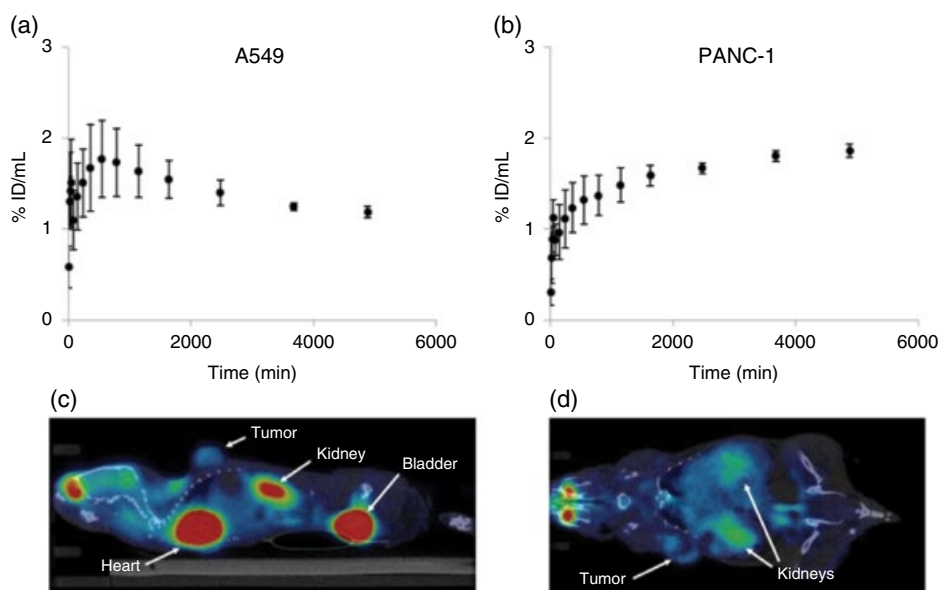 (a)
A549
3
2
1
0
% ID/mL
0 2000 4000 6000
Time (min)
(b)
PANC-1
3
2
1
0
% ID/mL
0 2000 4000 6000
Time (min)
(c)
Tumor
Kidney
Bladder
Heart
(d)
Tumor
Kidneys